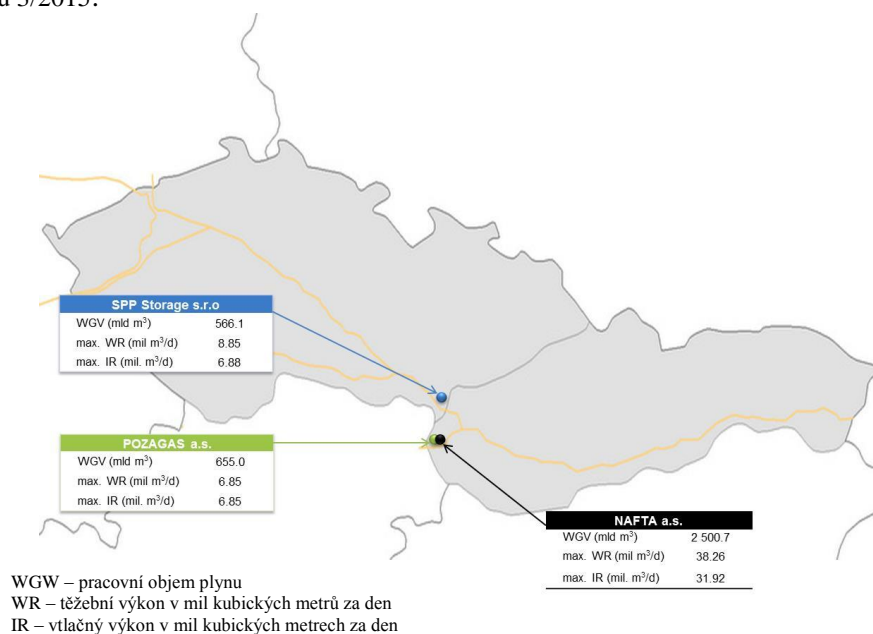 u 3/2015:
SPP Storage s.r.o
WGV (mld m³) 566.1
max. WR (mil m³/d) 8.85
max. IR (mil. m³/d) 6.88
POZAGAS a.s.
WGV (mld m³) 655.0
max. WR (mil m³/d) 6.85
max. IR (mil. m³/d) 6.85
NAFTA a.s.
WGV (mld m³) 2 500.7
max. WR (mil m³/d) 38.26
max. IR (mil. m³/d) 31.92
WGW – pracovní objem plynu
WR – těžební výkon v mil kubických metrů za den
IR – vtlačný výkon v mil kubických metrech za den